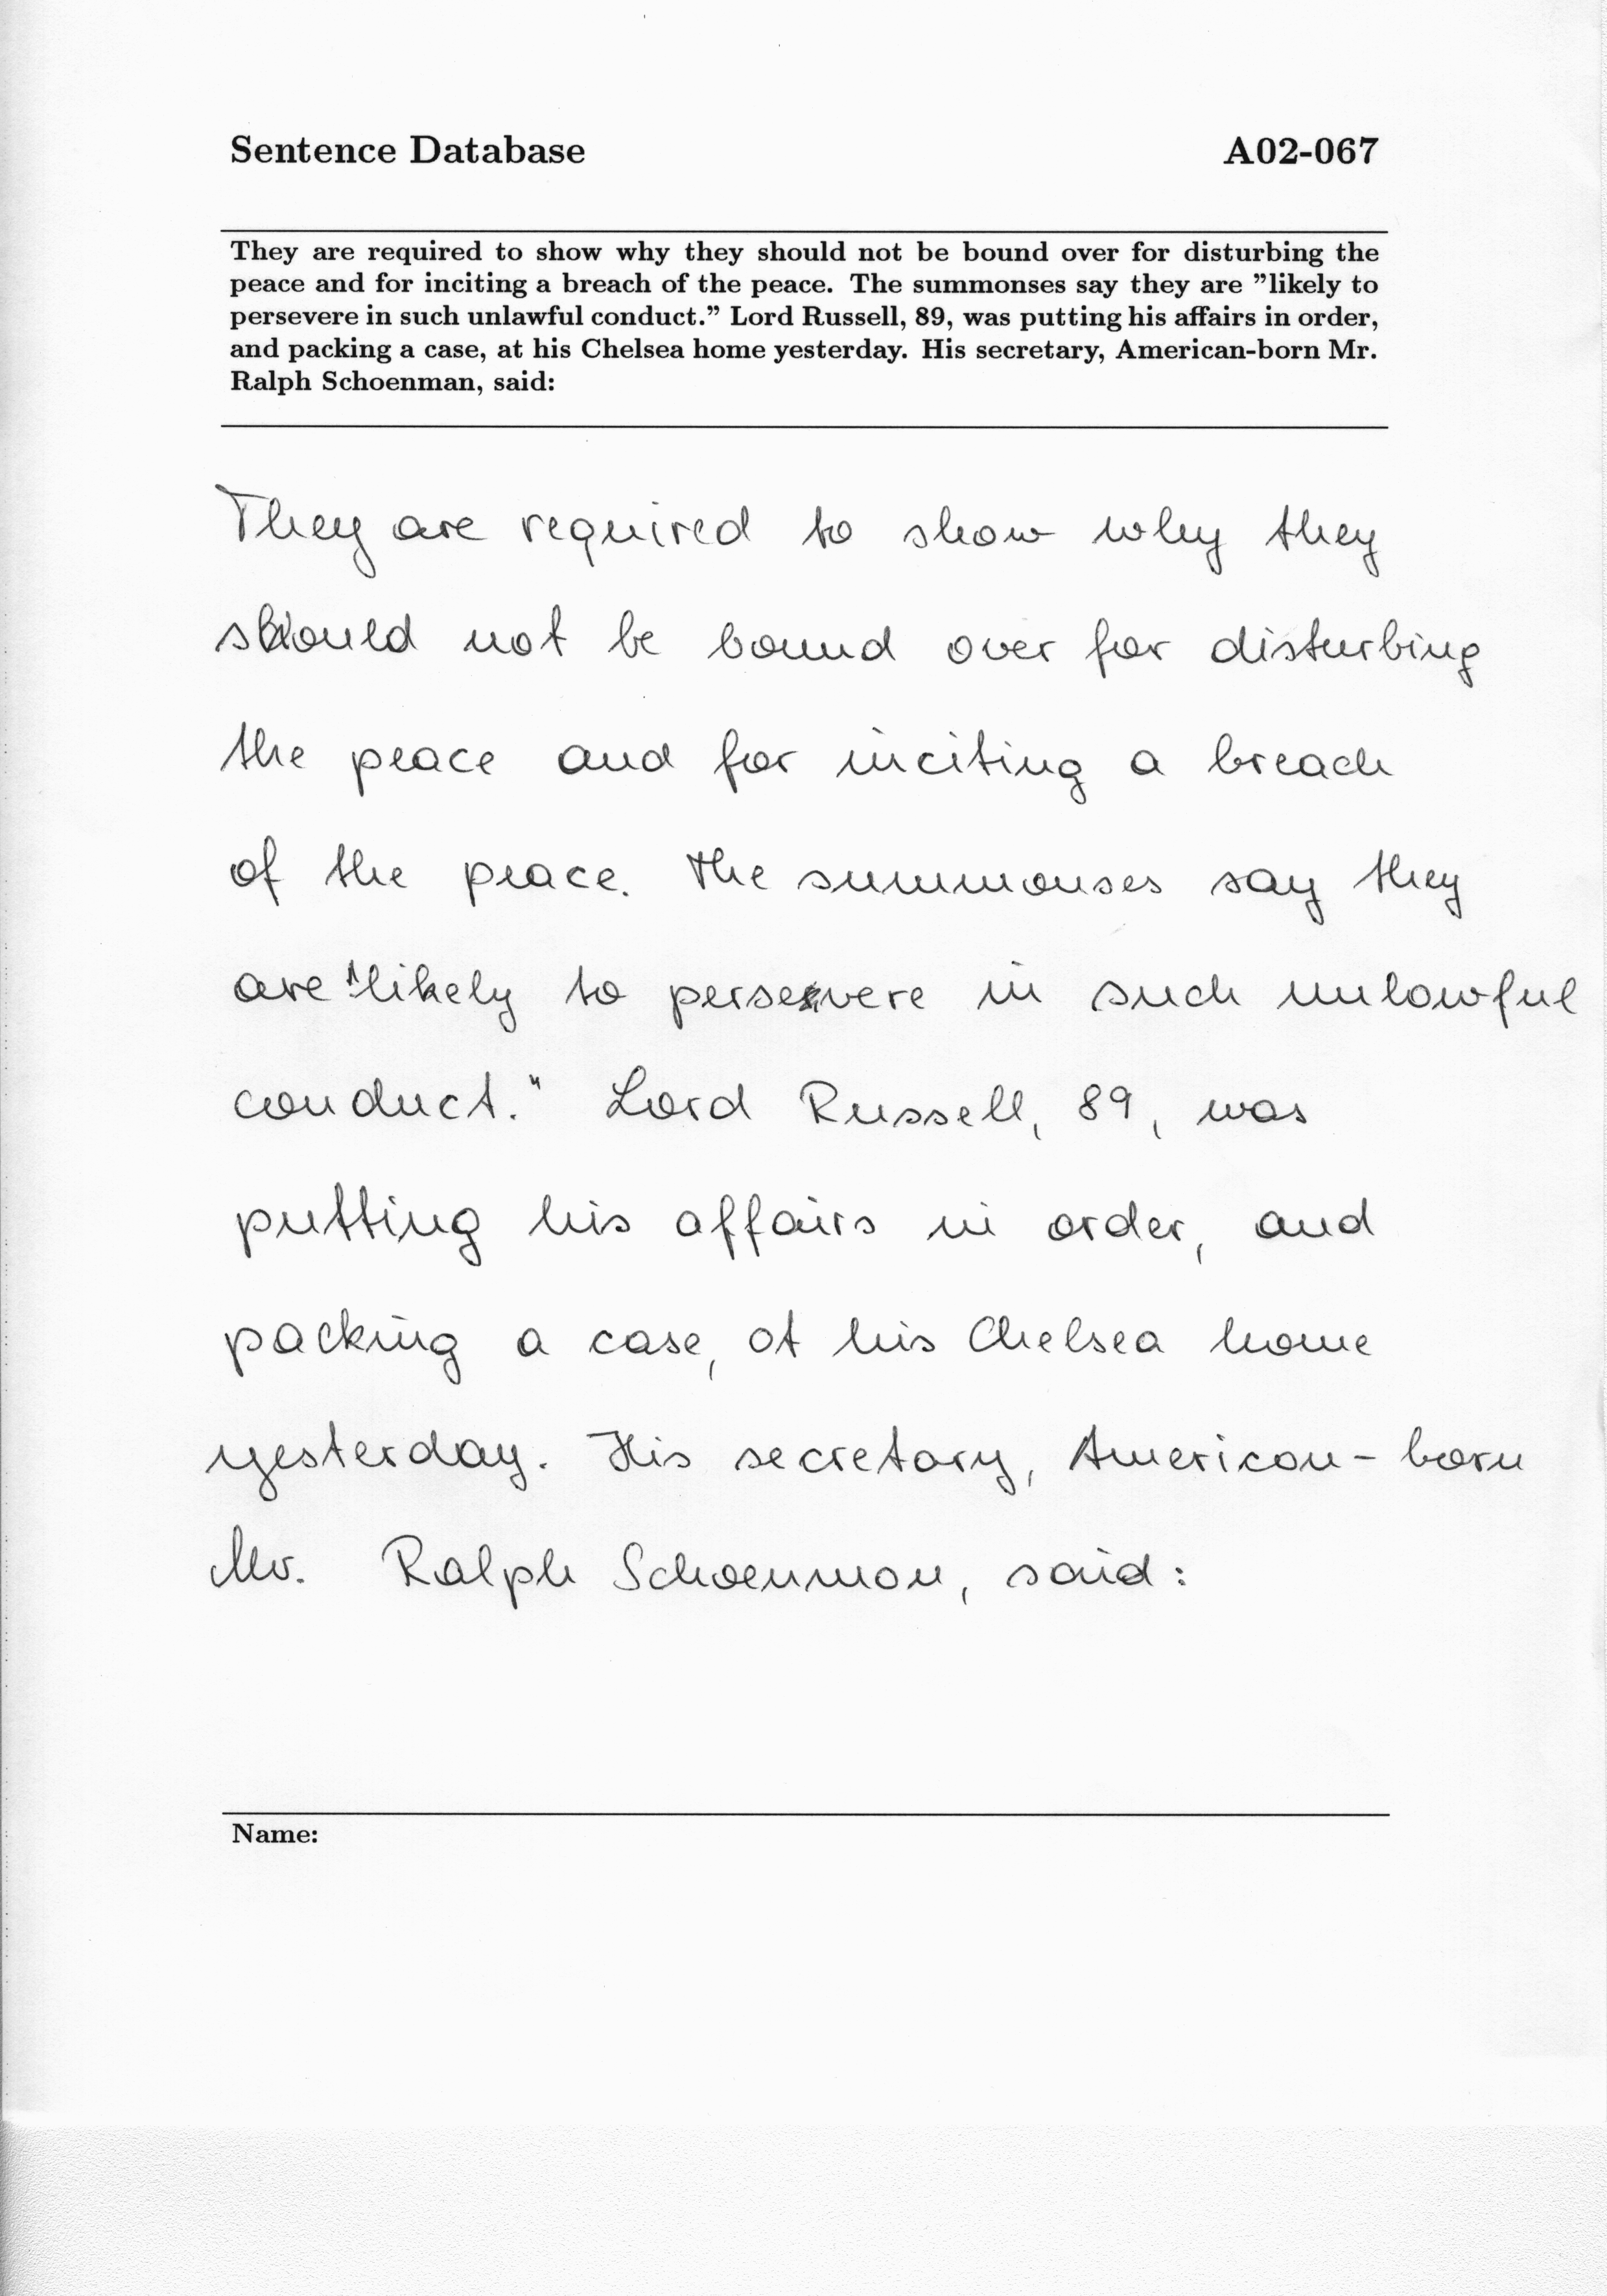 Sentence Database A02-067
They are required to show why they should not be bound over for disturbing the
peace and for inciting a breach of the peace. The summonses say they are ”likely to
persevere in such unlawful conduct.” Lord Russell, 89, was putting his affairs in order,
and packing a case, at his Chelsea home yesterday. His secretary, American-born Mr.
Ralph Schoenman, said:
They are required to show why they
should not be bound over for disturbing
the peace and for inciting a breach
of the peace. The summonses say they
are "likely to persevere in such unlawful
conduct." Lord Russell, 89, was
putting his affairs in order, and
packing a case, at his Chelsea home
yesterday. His secretary, American-born
Mr. Ralph Schoenman, said:
Name: